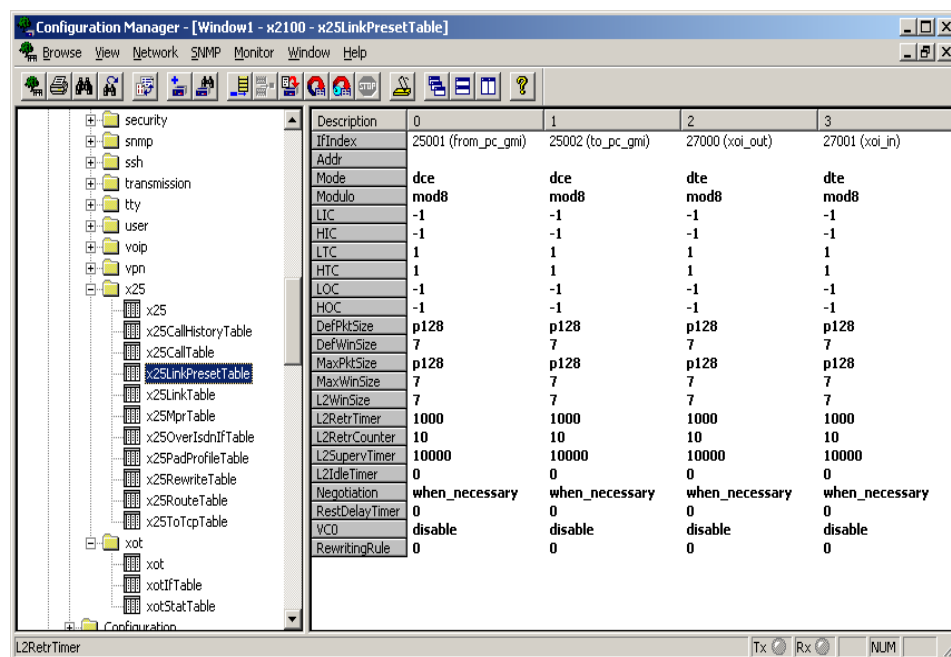 Configuration Manager - [Window1 - x2100 - x25LinkPresetTable]
Browse View Network SNMP Monitor Window Help
STOP
security
snmp
ssh
transmission
tty
user
voip
vpn
x25
x25
x25CallHistoryTable
x25CallTable
x25LinkPresetTable
x25LinkTable
x25MprTable
x25OverIsdnIfTable
x25PadProfileTable
x25RewriteTable
x25RouteTable
x25ToTcpTable
xot
xot
xotIfTable
xotStatTable
Configuration
Description 0 1 2 3
IfIndex 25001 (from_pc_gmi) 25002 (to_pc_gmi) 27000 (xoi_out) 27001 (xoi_in)
Addr
Mode dce dce dte dte
Modulo mod8 mod8 mod8 mod8
LIC -1 -1 -1 -1
HIC -1 -1 -1 -1
LTC 1 1 1 1
HTC 1 1 1 1
LOC -1 -1 -1 -1
HOC -1 -1 -1 -1
DefPktSize p128 p128 p128 p128
DefWinSize 7 7 7 7
MaxPktSize p128 p128 p128 p128
MaxWinSize 7 7 7 7
L2WinSize 7 7 7 7
L2RetrTimer 1000 1000 1000 1000
L2RetrCounter 10 10 10 10
L2SupervTimer 10000 10000 10000 10000
L2IdleTimer 0 0 0 0
Negotiation when_necessary when_necessary when_necessary when_necessary
RestDelayTimer 0 0 0 0
VC0 disable disable disable disable
RewritingRule 0 0 0 0
L2RetrTimer Tx Rx NUM